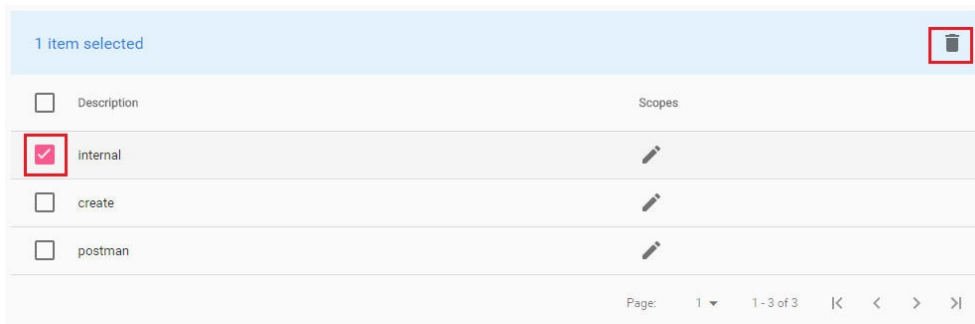 1 item selected
Description Scopes
internal
create
postman
Page: 1 1 - 3 of 3